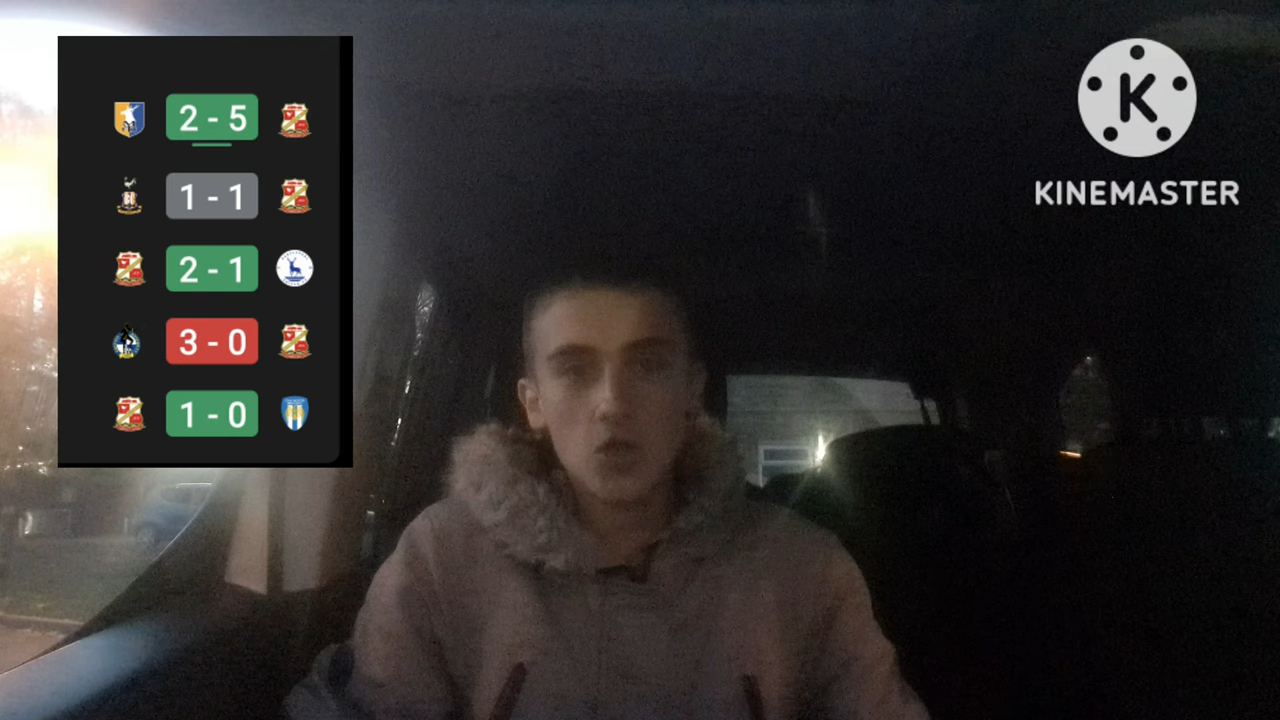 2 - 5
1 - 1
2 - 1
3 - 0
1 - 0
K
KINEMASTER